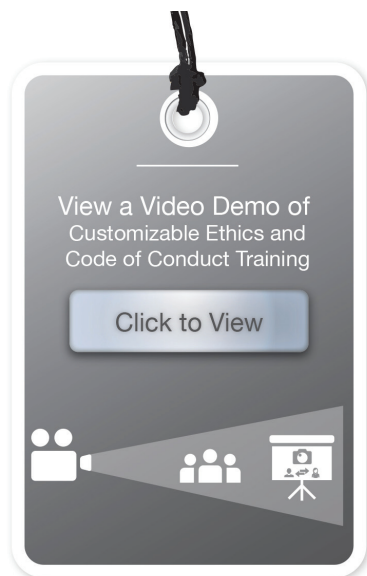 View a Video Demo of
Customizable Ethics and
Code of Conduct Training
Click to View